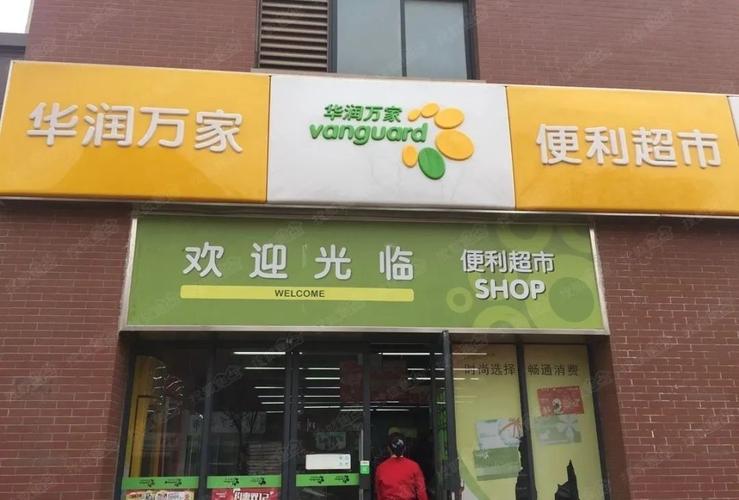 华润万家
华润万家
vanguard
便利超市
欢迎光临
WELCOME
便利超市
SHOP
时尚选择 畅通消费